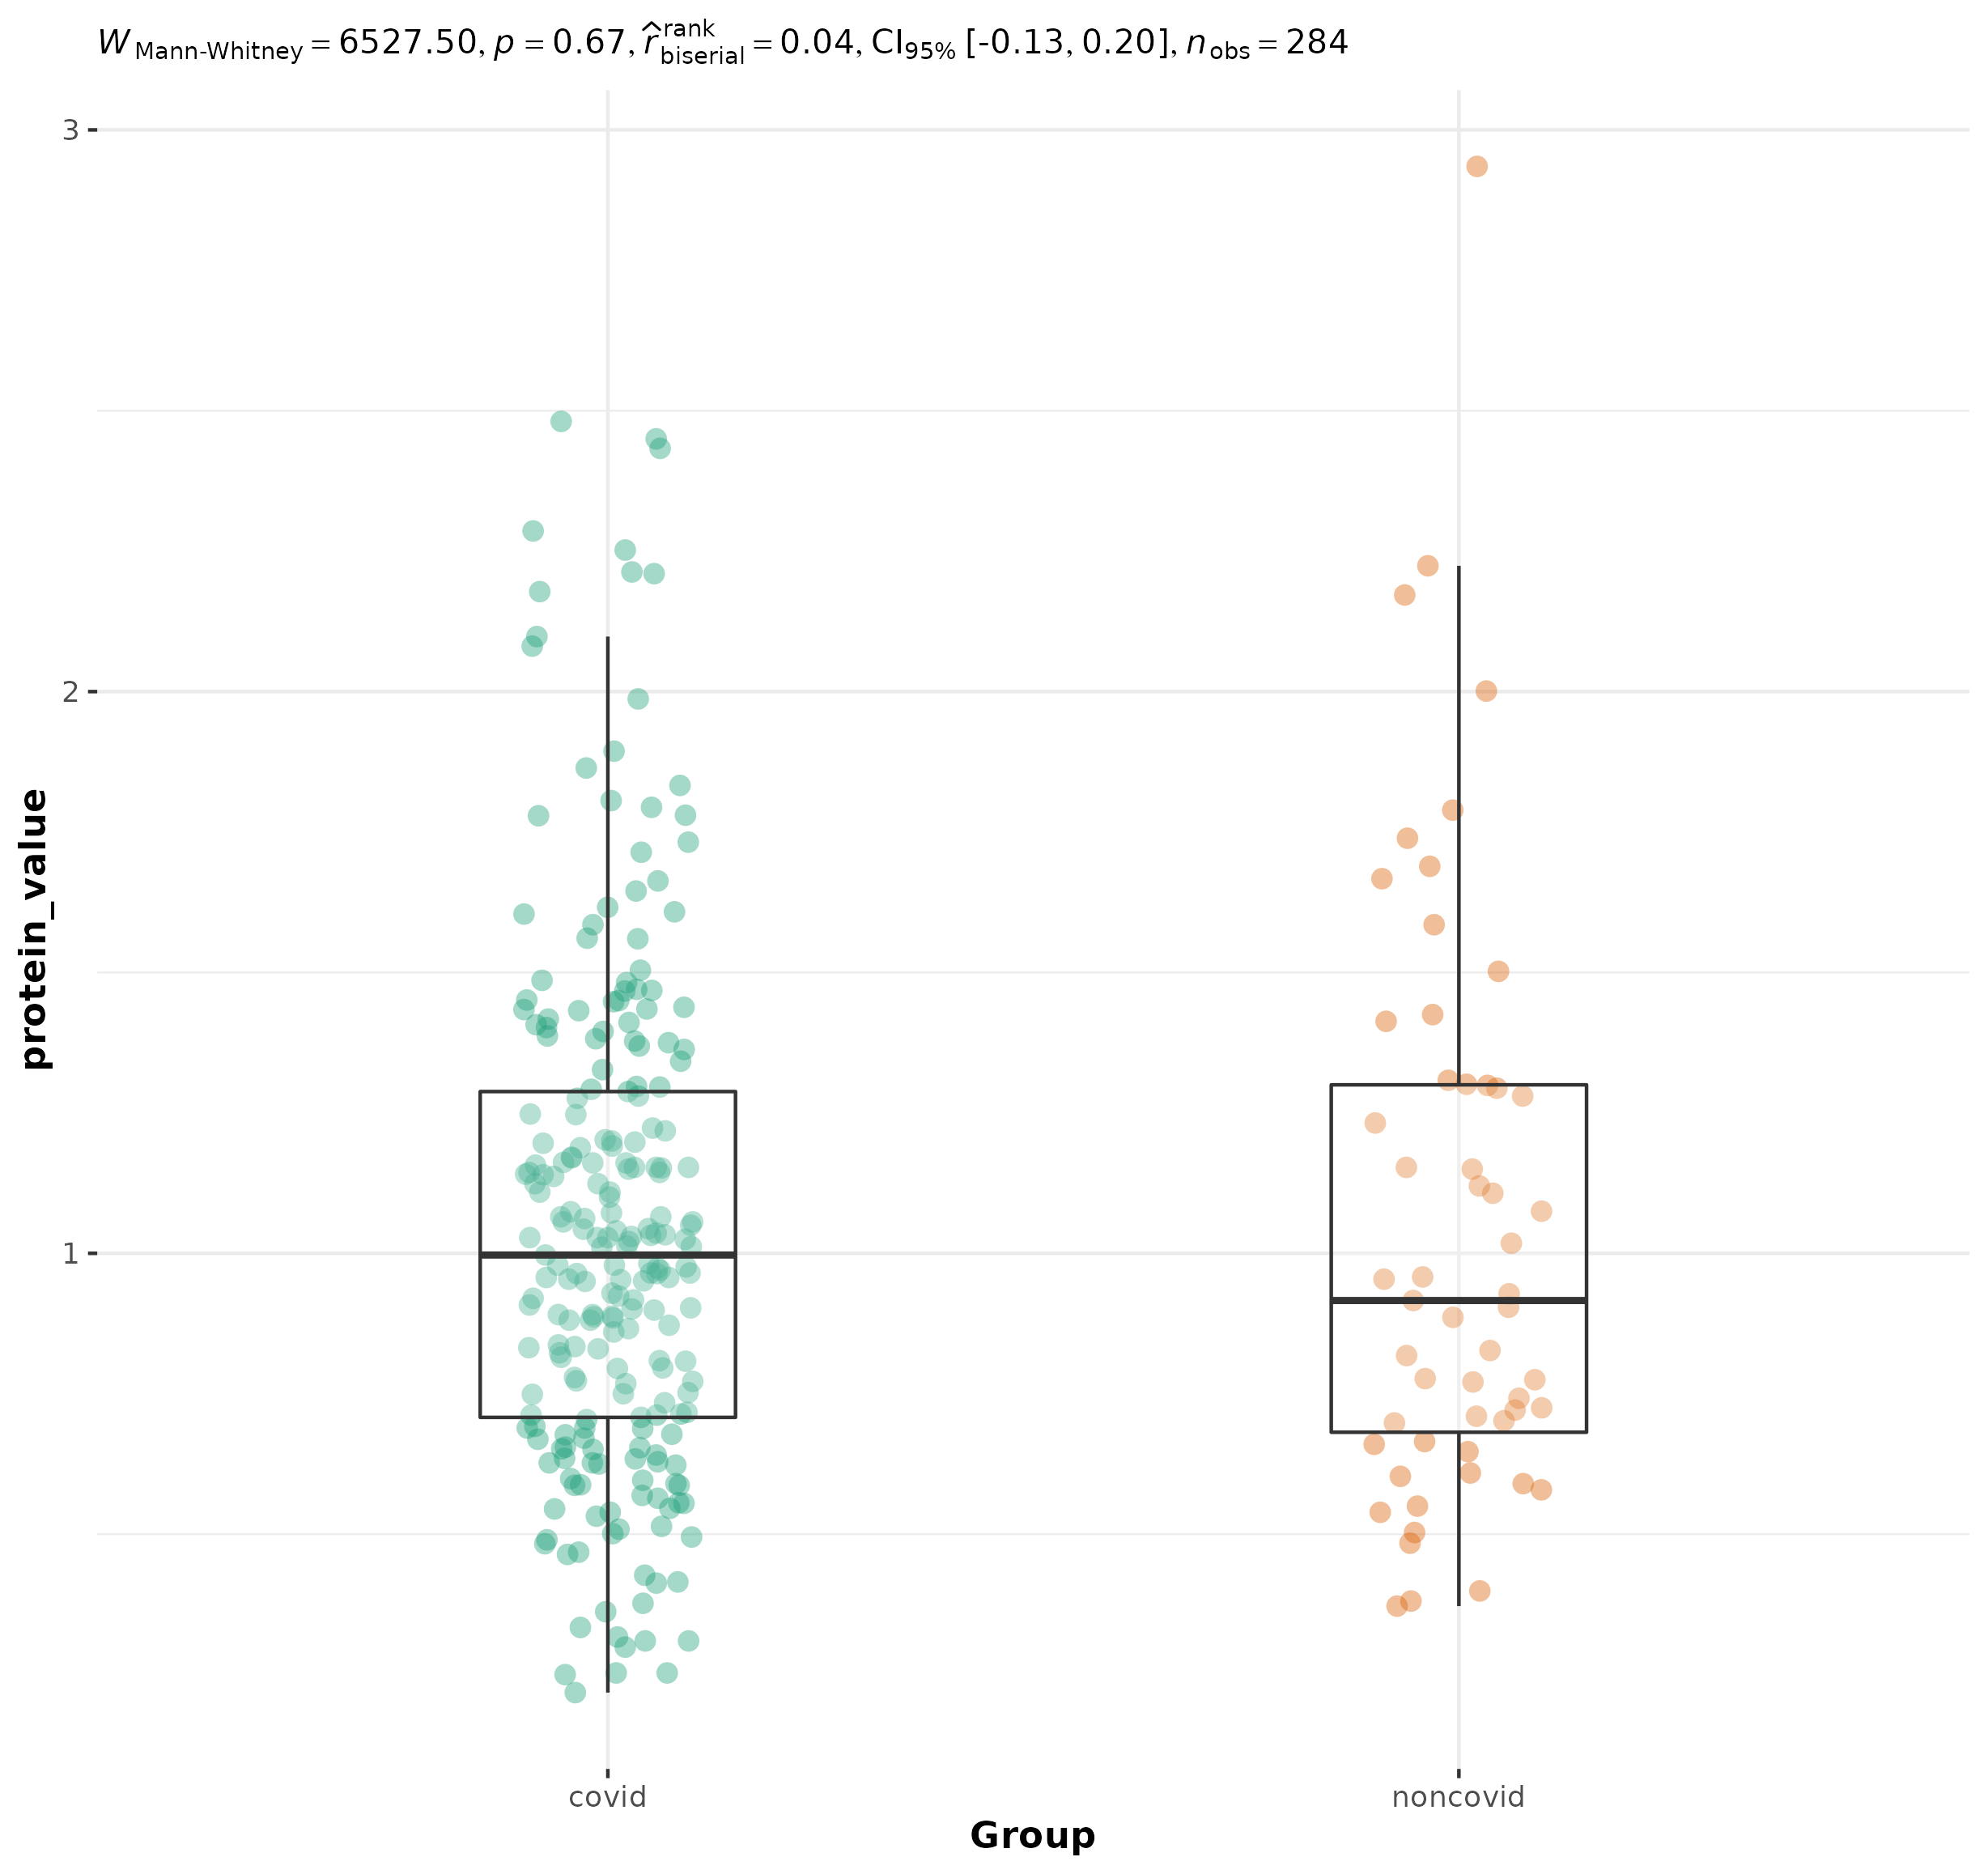 W Mann-Whitney = 6527.50, p = 0.67, r̂ rank biserial = 0.04, CI95% [-0.13, 0.20], n obs = 284
3
2
1
protein_value
covid noncovid
Group